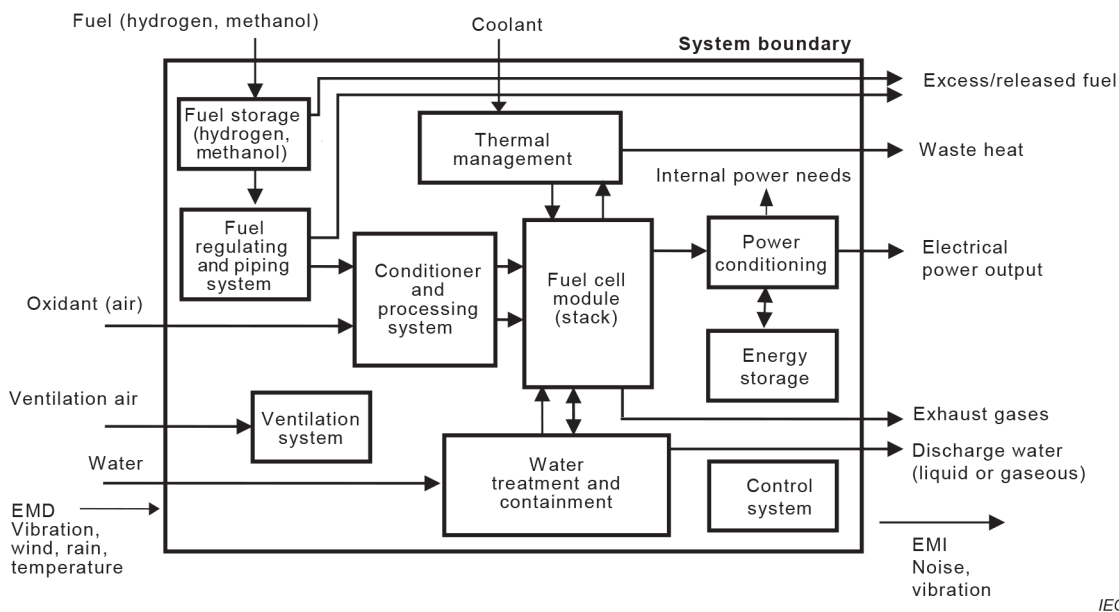 Fuel (hydrogen, methanol)
Coolant
System boundary
Excess/released fuel
Fuel storage
(hydrogen,
methanol)
Thermal
management
Waste heat
Internal power needs
Fuel
regulating
and piping
system
Conditioner
and
processing
system
Fuel cell
module
(stack)
Power
conditioning
Electrical
power output
Oxidant (air)
Energy
storage
Ventilation air
Ventilation
system
Exhaust gases
Water
Water
treatment and
containment
Discharge water
(liquid or gaseous)
Control
system
EMD
Vibration,
wind, rain,
temperature
EMI
Noise,
vibration